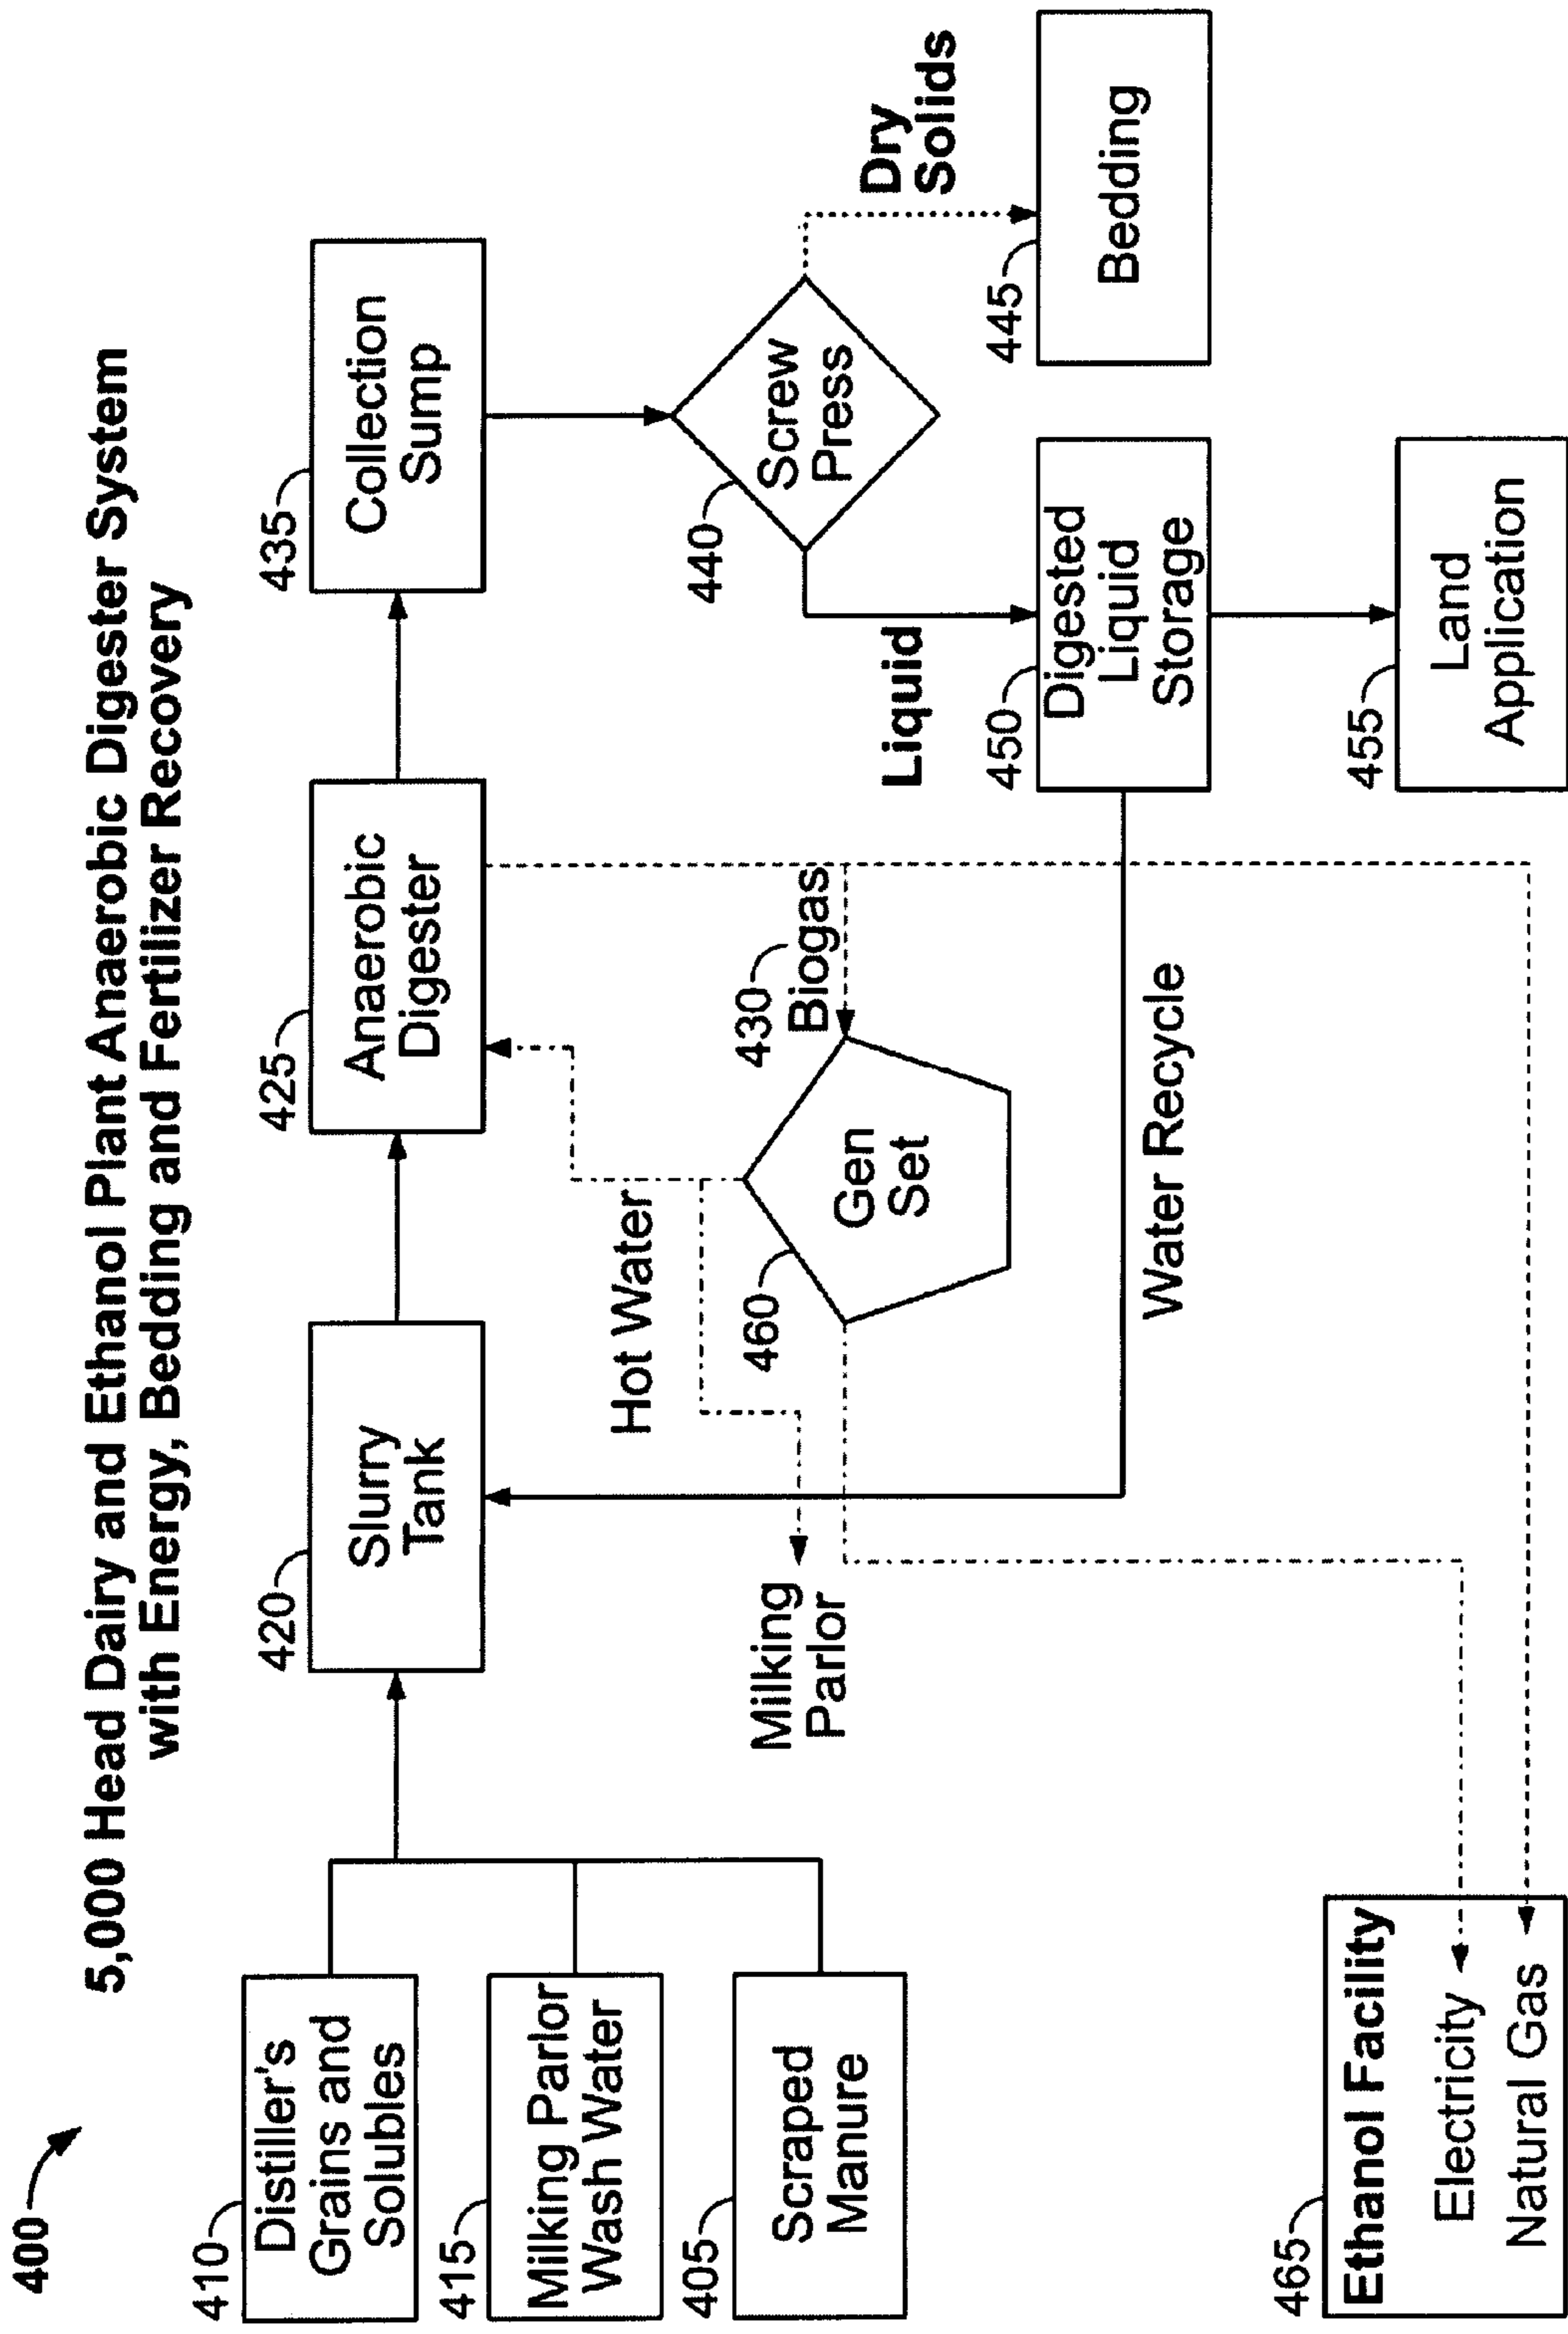 400
5,000 Head Dairy and Ethanol Plant Anaerobic Digester System
with Energy, Bedding and Fertilizer Recovery
410
Distiller's
Grains and
Solubles
415
Milking Parlor
Wash Water
405
Scraped
Manure
420
Slurry
Tank
425
Anaerobic
Digester
435
Collection
Sump
Hot Water
Milking
Parlor
460
Gen
Set
430
Biogas
440
Screw
Press
Dry
Solids
445
Bedding
Liquid
450
Digested
Liquid
Storage
Water Recycle
455
Land
Application
465
Ethanol Facility
Electricity
Natural Gas